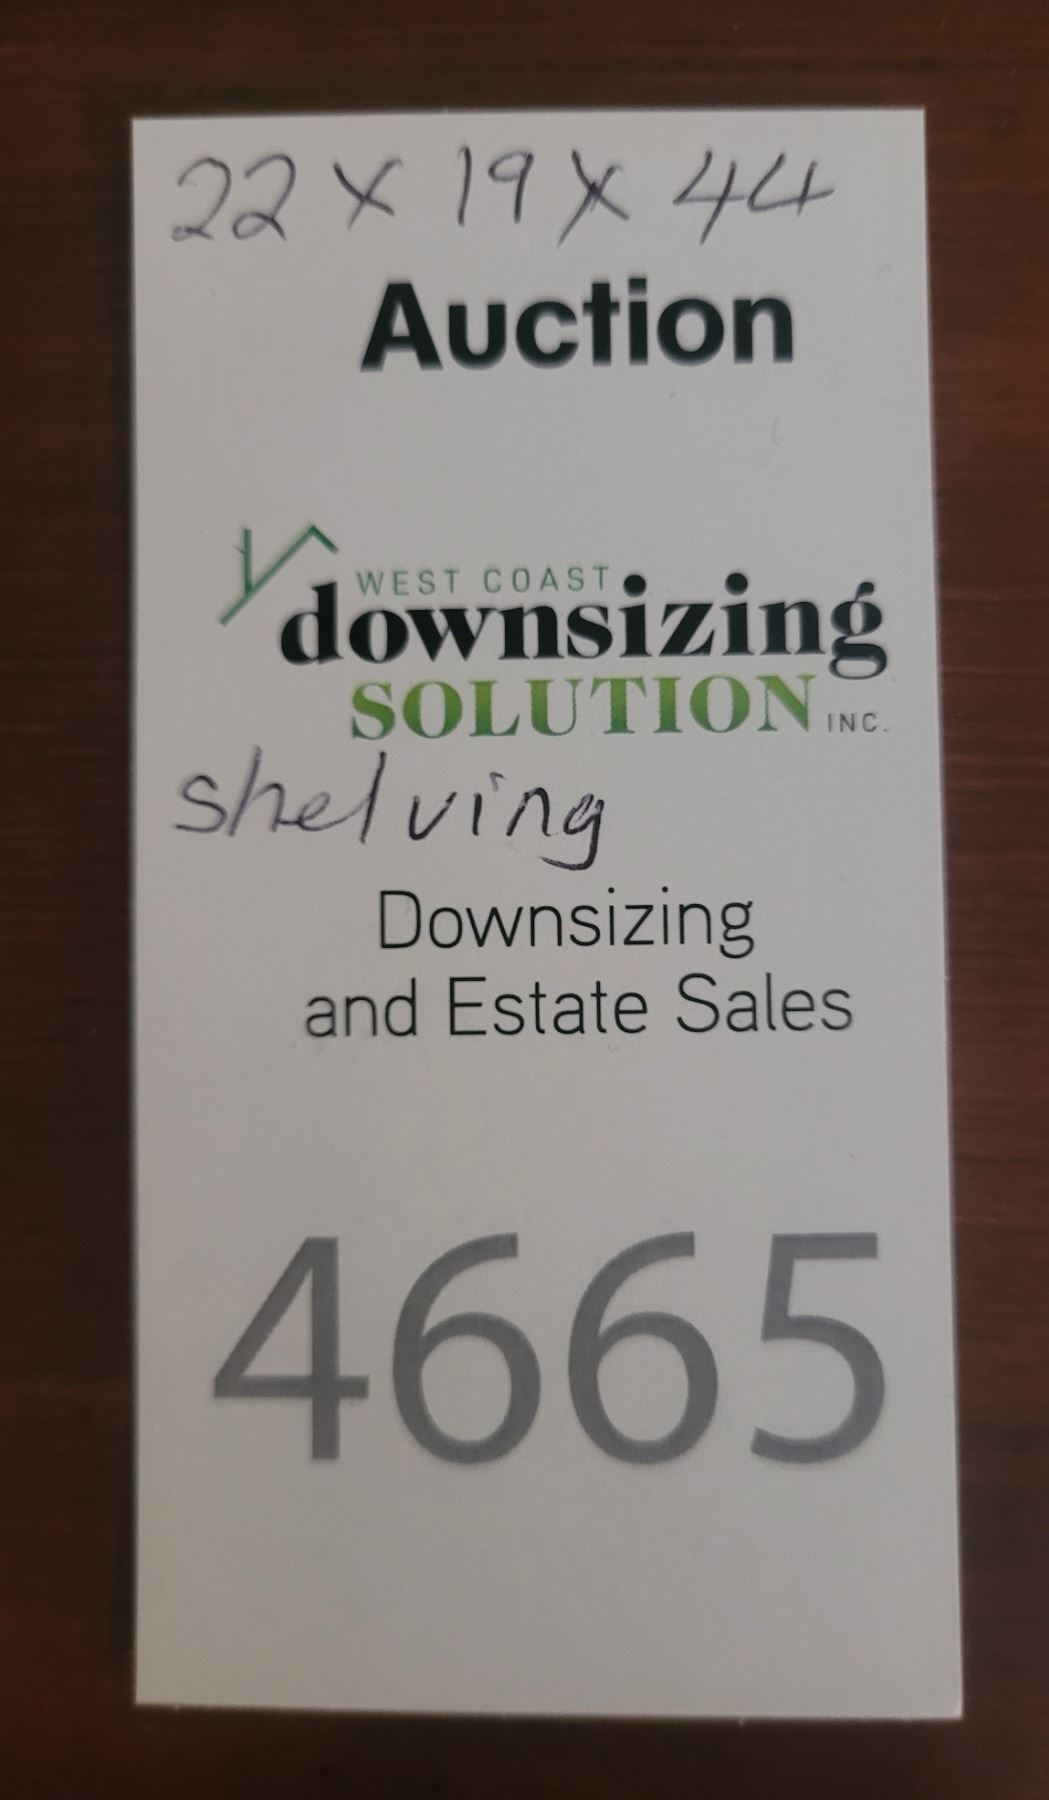 22 x 19 x 44
Auction
WEST COAST
downsizing
SOLUTION INC.
shelving
Downsizing
and Estate Sales
4665